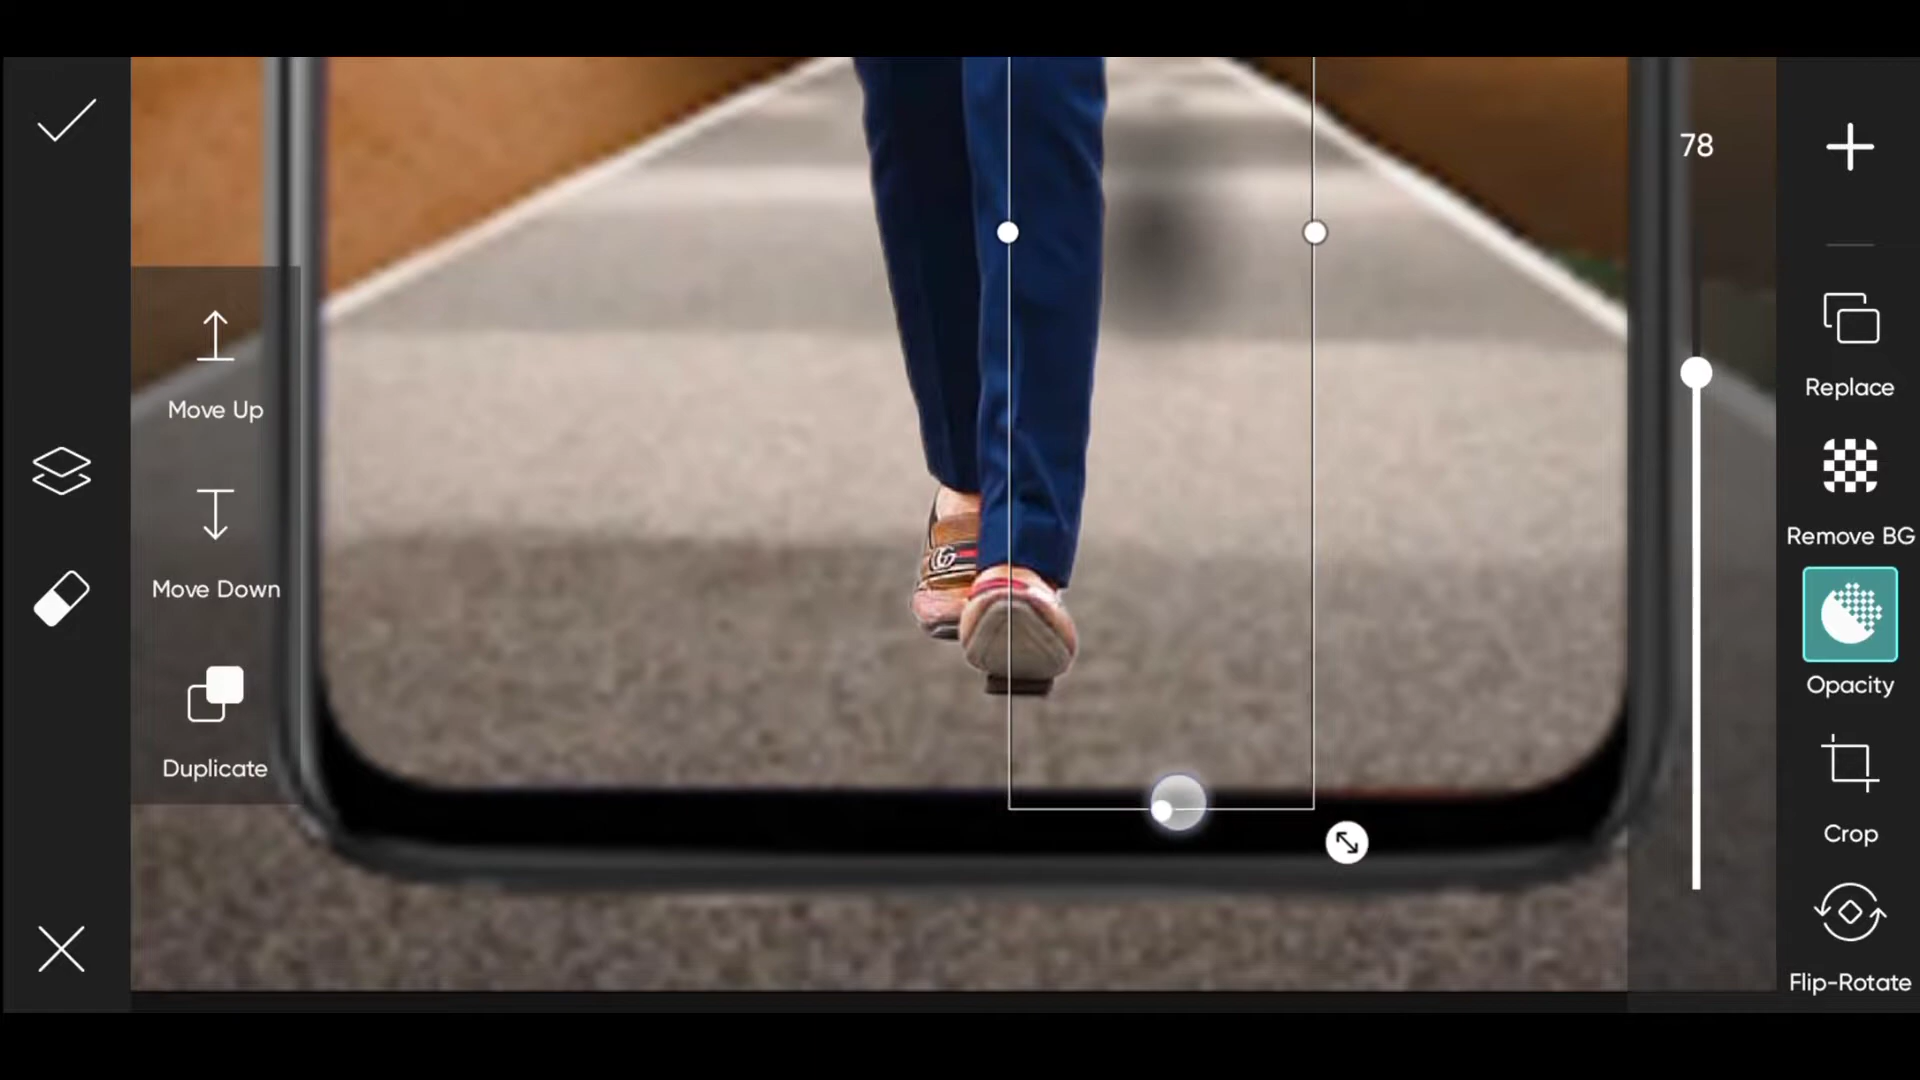 78
Replace
Move Up
Remove BG
Move Down
Opacity
Duplicate
Crop
Flip-Rotate